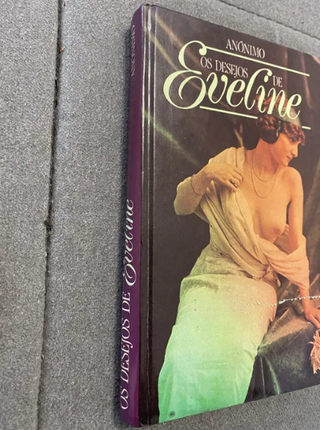 ANÓNIMO
OS DESEJOS
DE
Eveline
OS DESEJOS DE Eveline